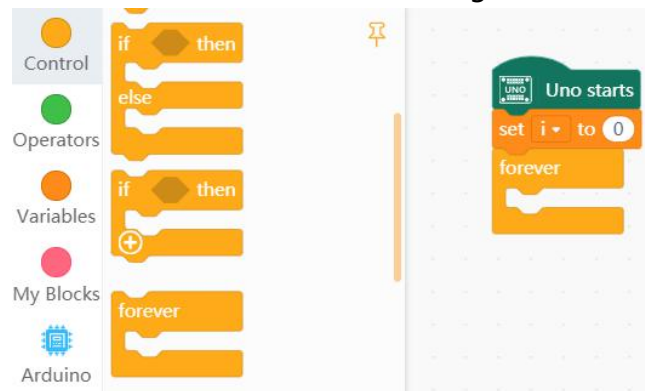 Control
Operators
Variables
My Blocks
Arduino
if then
else
if then
forever
UNO Uno starts
set i to 0
forever